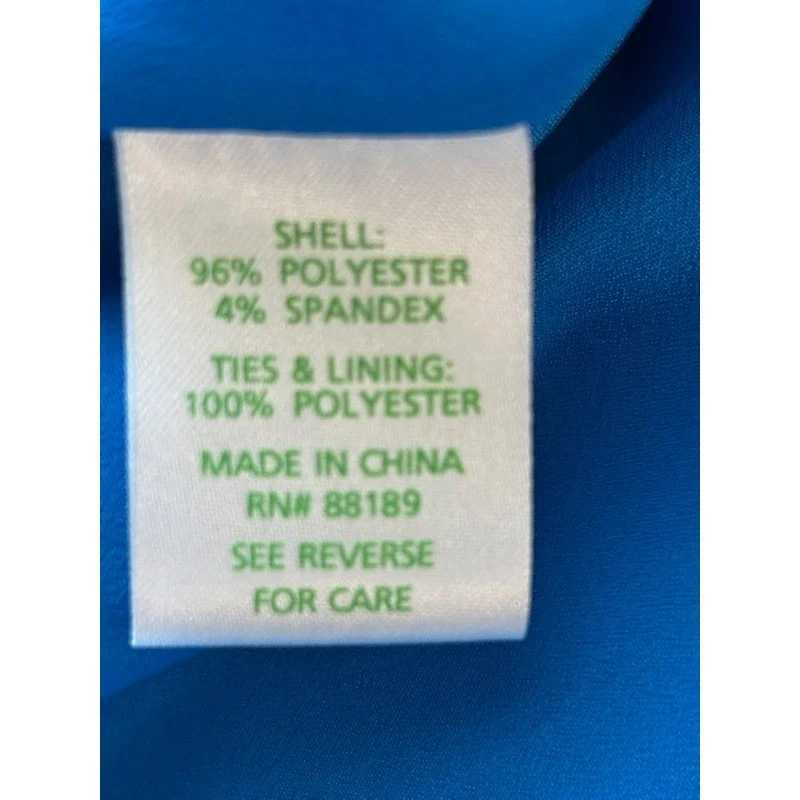 SHELL:
96% POLYESTER
4% SPANDEX
TIES & LINING:
100% POLYESTER
MADE IN CHINA
RN# 88189
SEE REVERSE
FOR CARE